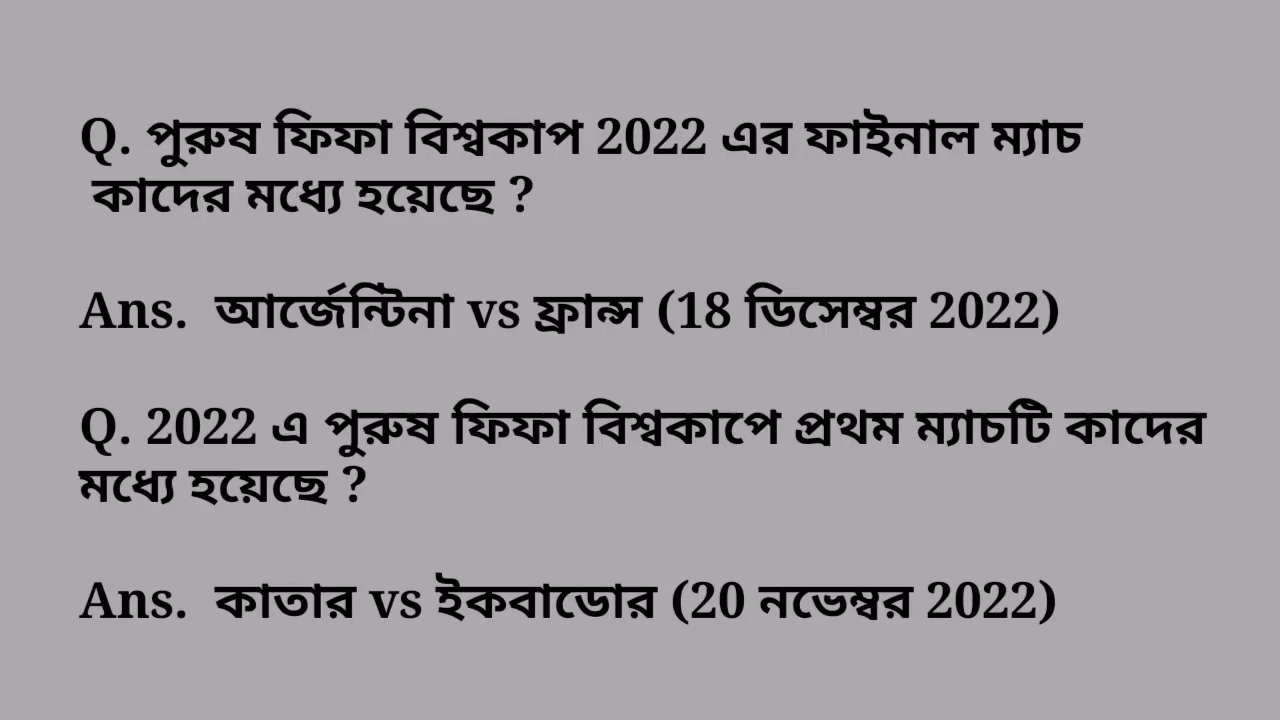 Q. পুরুষ ফিফা বিশ্বকাপ 2022 এর ফাইনাল ম্যাচ
কাদের মধ্যে হয়েছে ?
Ans. আর্জেন্টিনা vs ফ্রান্স (18 ডিসেম্বর 2022)
Q. 2022 এ পুরুষ ফিফা বিশ্বকাপে প্রথম ম্যাচটি কাদের
মধ্যে হয়েছে ?
Ans. কাতার vs ইকবাডোর (20 নভেম্বর 2022)